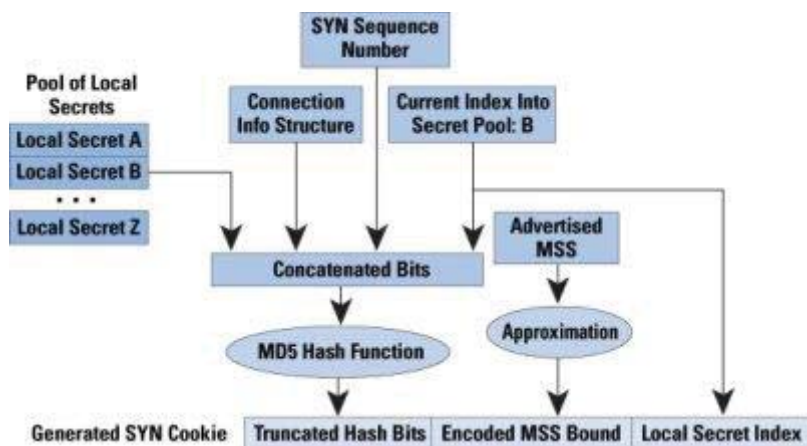 SYN Sequence
Number
Pool of Local
Secrets
Connection
Info Structure
Current Index Into
Secret Pool: B
Local Secret A
Local Secret B
• • •
Local Secret Z
Advertised
MSS
Concatenated Bits
MD5 Hash Function
Approximation
Generated SYN Cookie
Truncated Hash Bits
Encoded MSS Bound
Local Secret Index